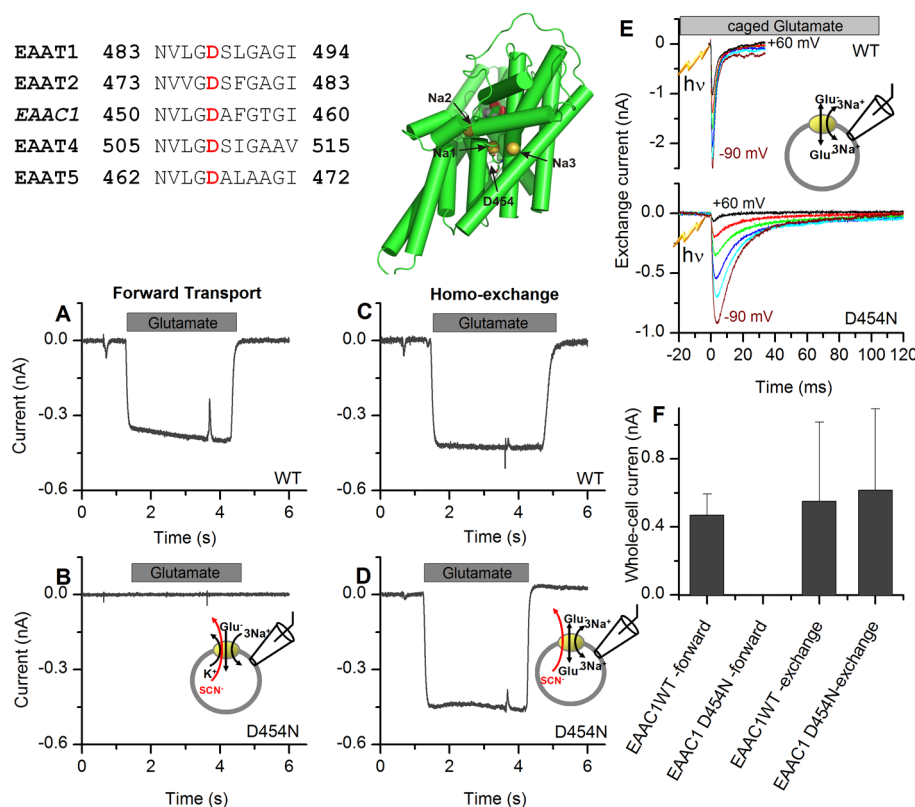 EAAT1 483 NVLGDSLGAGI 494
EAAT2 473 NVVGDSFGAGI 483
EAAC1 450 NVLGDAFGTGI 460
EAAT4 505 NVLGDSIGAAV 515
EAAT5 462 NVLGDALAAGI 472
Na2
Na1
Na3
D454
E
caged Glutamate
WT
+60 mV
hν
Glu⁻
3Na⁺
Glu⁻
3Na⁺
-90 mV
0
-1
-2
Exchange current (nA)
+60 mV
hν
-90 mV
D454N
0.0
-0.5
-1.0
-20 0 20 40 60 80 100 120
Time (ms)
Forward Transport
A
Glutamate
WT
0.0
-0.3
-0.6
Current (nA)
0 2 4 6
Time (s)
Homo-exchange
C
Glutamate
WT
0.0
-0.3
-0.6
0 2 4 6
Time (s)
B
Glutamate
Glu⁻
3Na⁺
K⁺
SCN⁻
D454N
0.0
-0.3
-0.6
Current (nA)
0 2 4 6
Time (s)
D
Glutamate
Glu⁻
3Na⁺
Glu⁻
3Na⁺
SCN⁻
D454N
0.0
-0.3
-0.6
0 2 4 6
Time (s)
F
Whole-cell curren (nA)
0.8
0.4
0.0
EAAC1WT -forward
EAAC1 D454N -forward
EAAC1WT -exchange
EAAC1 D454N-exchange